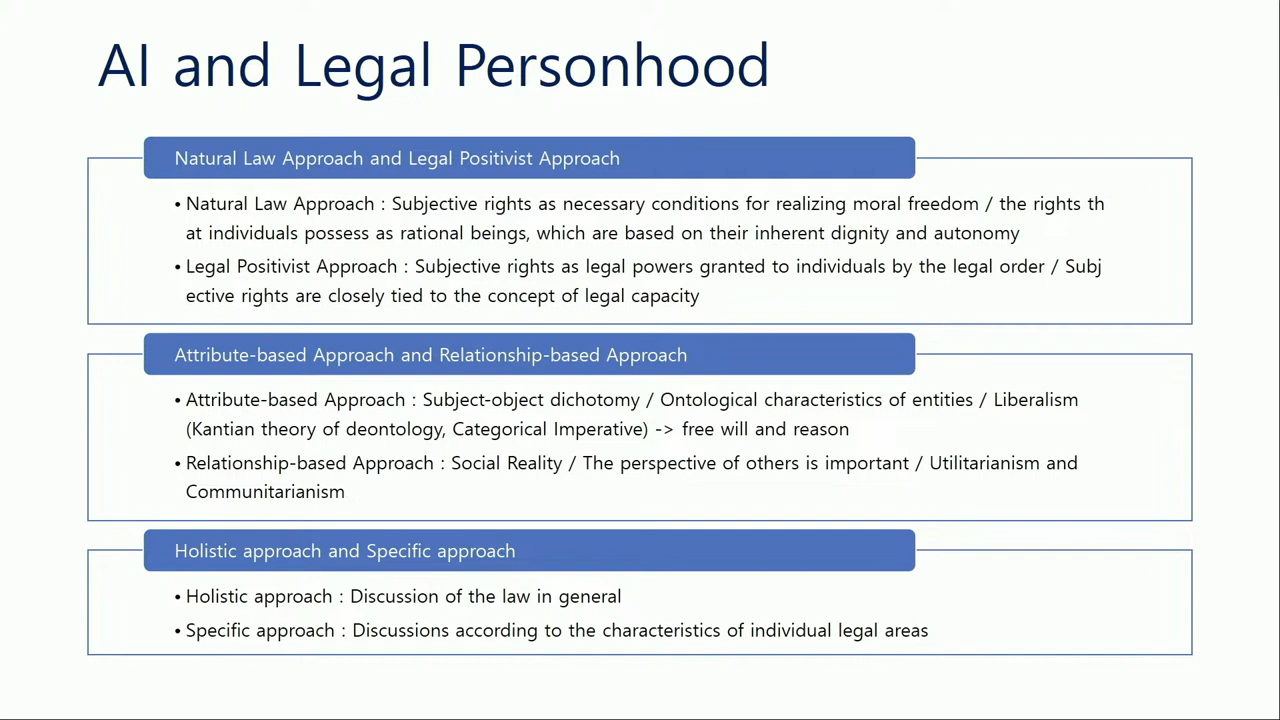 AI and Legal Personhood
Natural Law Approach and Legal Positivist Approach
• Natural Law Approach : Subjective rights as necessary conditions for realizing moral freedom / the rights th
at individuals possess as rational beings, which are based on their inherent dignity and autonomy
• Legal Positivist Approach : Subjective rights as legal powers granted to individuals by the legal order / Subj
ective rights are closely tied to the concept of legal capacity
Attribute-based Approach and Relationship-based Approach
• Attribute-based Approach : Subject-object dichotomy / Ontological characteristics of entities / Liberalism
(Kantian theory of deontology, Categorical Imperative) -> free will and reason
• Relationship-based Approach : Social Reality / The perspective of others is important / Utilitarianism and
Communitarianism
Holistic approach and Specific approach
• Holistic approach : Discussion of the law in general
• Specific approach : Discussions according to the characteristics of individual legal areas